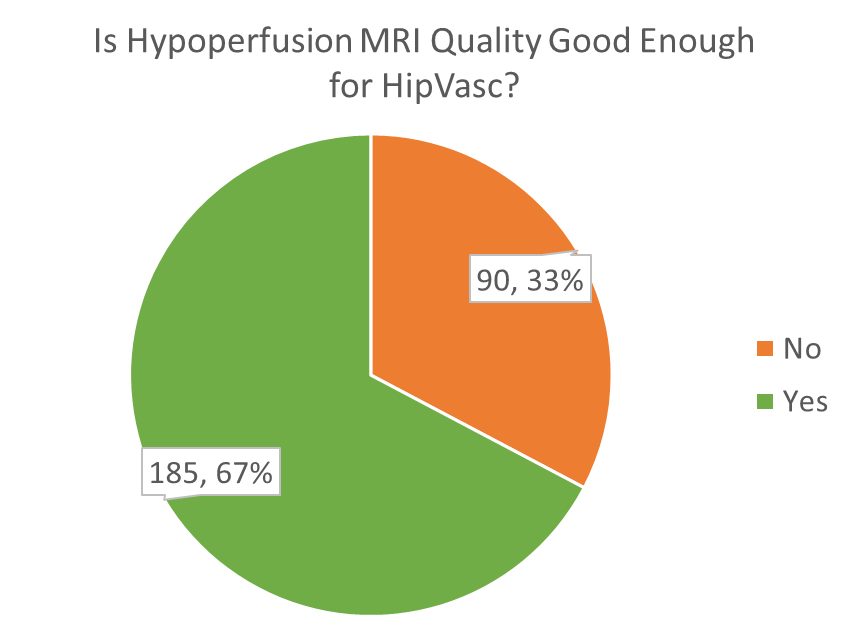 Is Hypoperfusion MRI Quality Good Enough
for HipVasc?
90, 33%
No
Yes
185, 67%